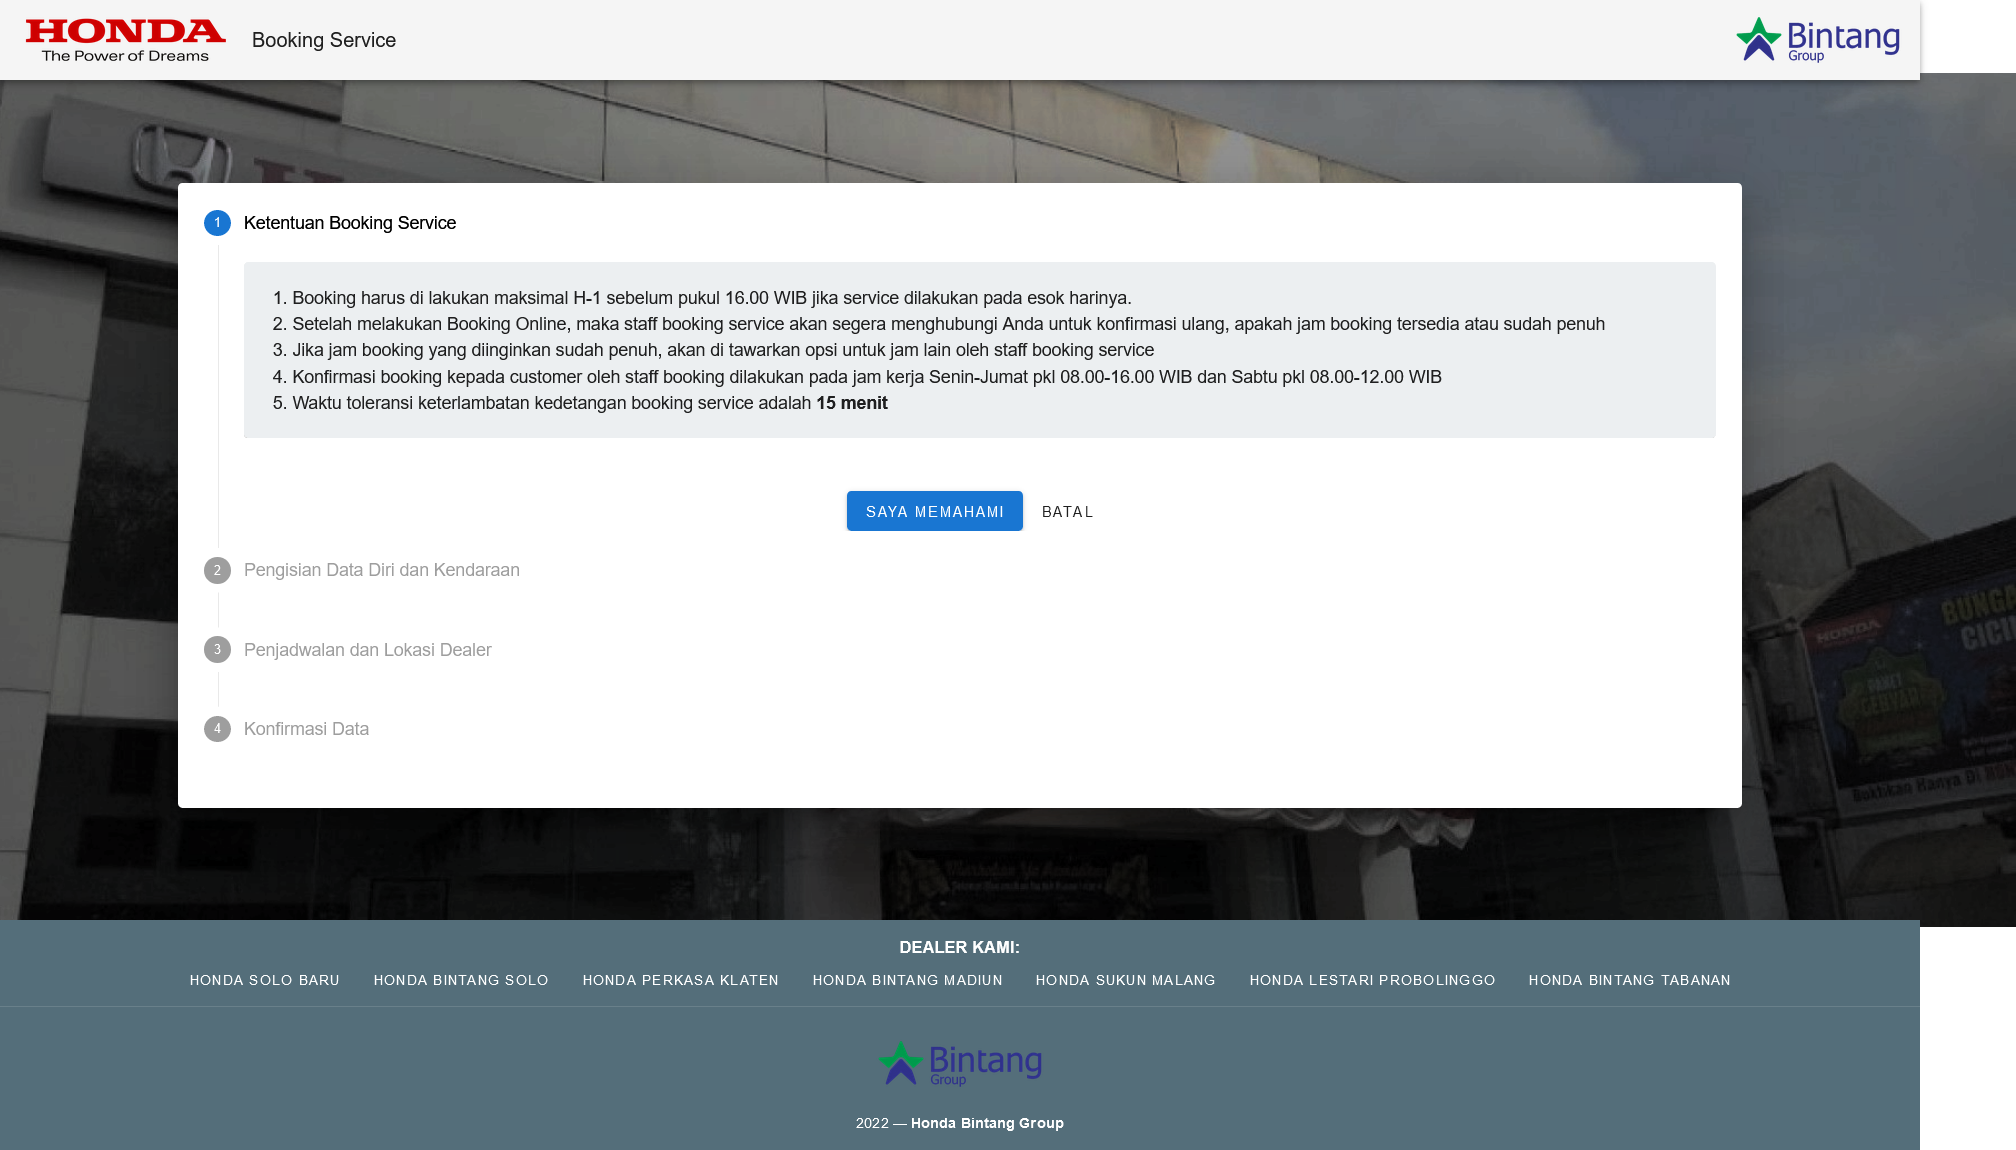 HONDA
The Power of Dreams
Booking Service
Bintang
Group
1 Ketentuan Booking Service
1. Booking harus di lakukan maksimal H-1 sebelum pukul 16.00 WIB jika service dilakukan pada esok harinya.
2. Setelah melakukan Booking Online, maka staff booking service akan segera menghubungi Anda untuk konfirmasi ulang, apakah jam booking tersedia atau sudah penuh
3. Jika jam booking yang diinginkan sudah penuh, akan di tawarkan opsi untuk jam lain oleh staff booking service
4. Konfirmasi booking kepada customer oleh staff booking dilakukan pada jam kerja Senin-Jumat pkl 08.00-16.00 WIB dan Sabtu pkl 08.00-12.00 WIB
5. Waktu toleransi keterlambatan kedetangan booking service adalah 15 menit
SAYA MEMAHAMI
BATAL
2 Pengisian Data Diri dan Kendaraan
3 Penjadwalan dan Lokasi Dealer
4 Konfirmasi Data
HONDA
BUNGA
CICIL
PAKET
GEBYAR
Buktikan Hanya Di
DEALER KAMI:
HONDA SOLO BARU HONDA BINTANG SOLO HONDA PERKASA KLATEN HONDA BINTANG MADIUN HONDA SUKUN MALANG HONDA LESTARI PROBOLINGGO HONDA BINTANG TABANAN
Bintang
Group
2022 — Honda Bintang Group